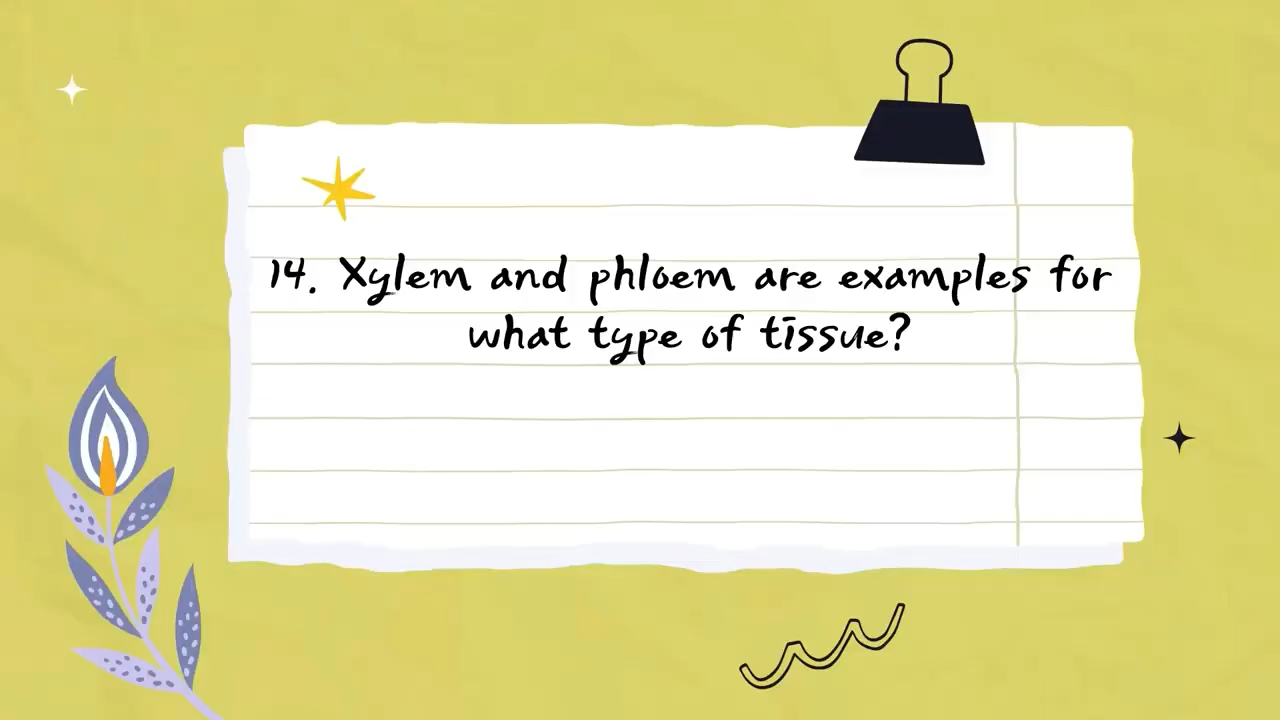 14. Xylem and phloem are examples for
what type of tissue?